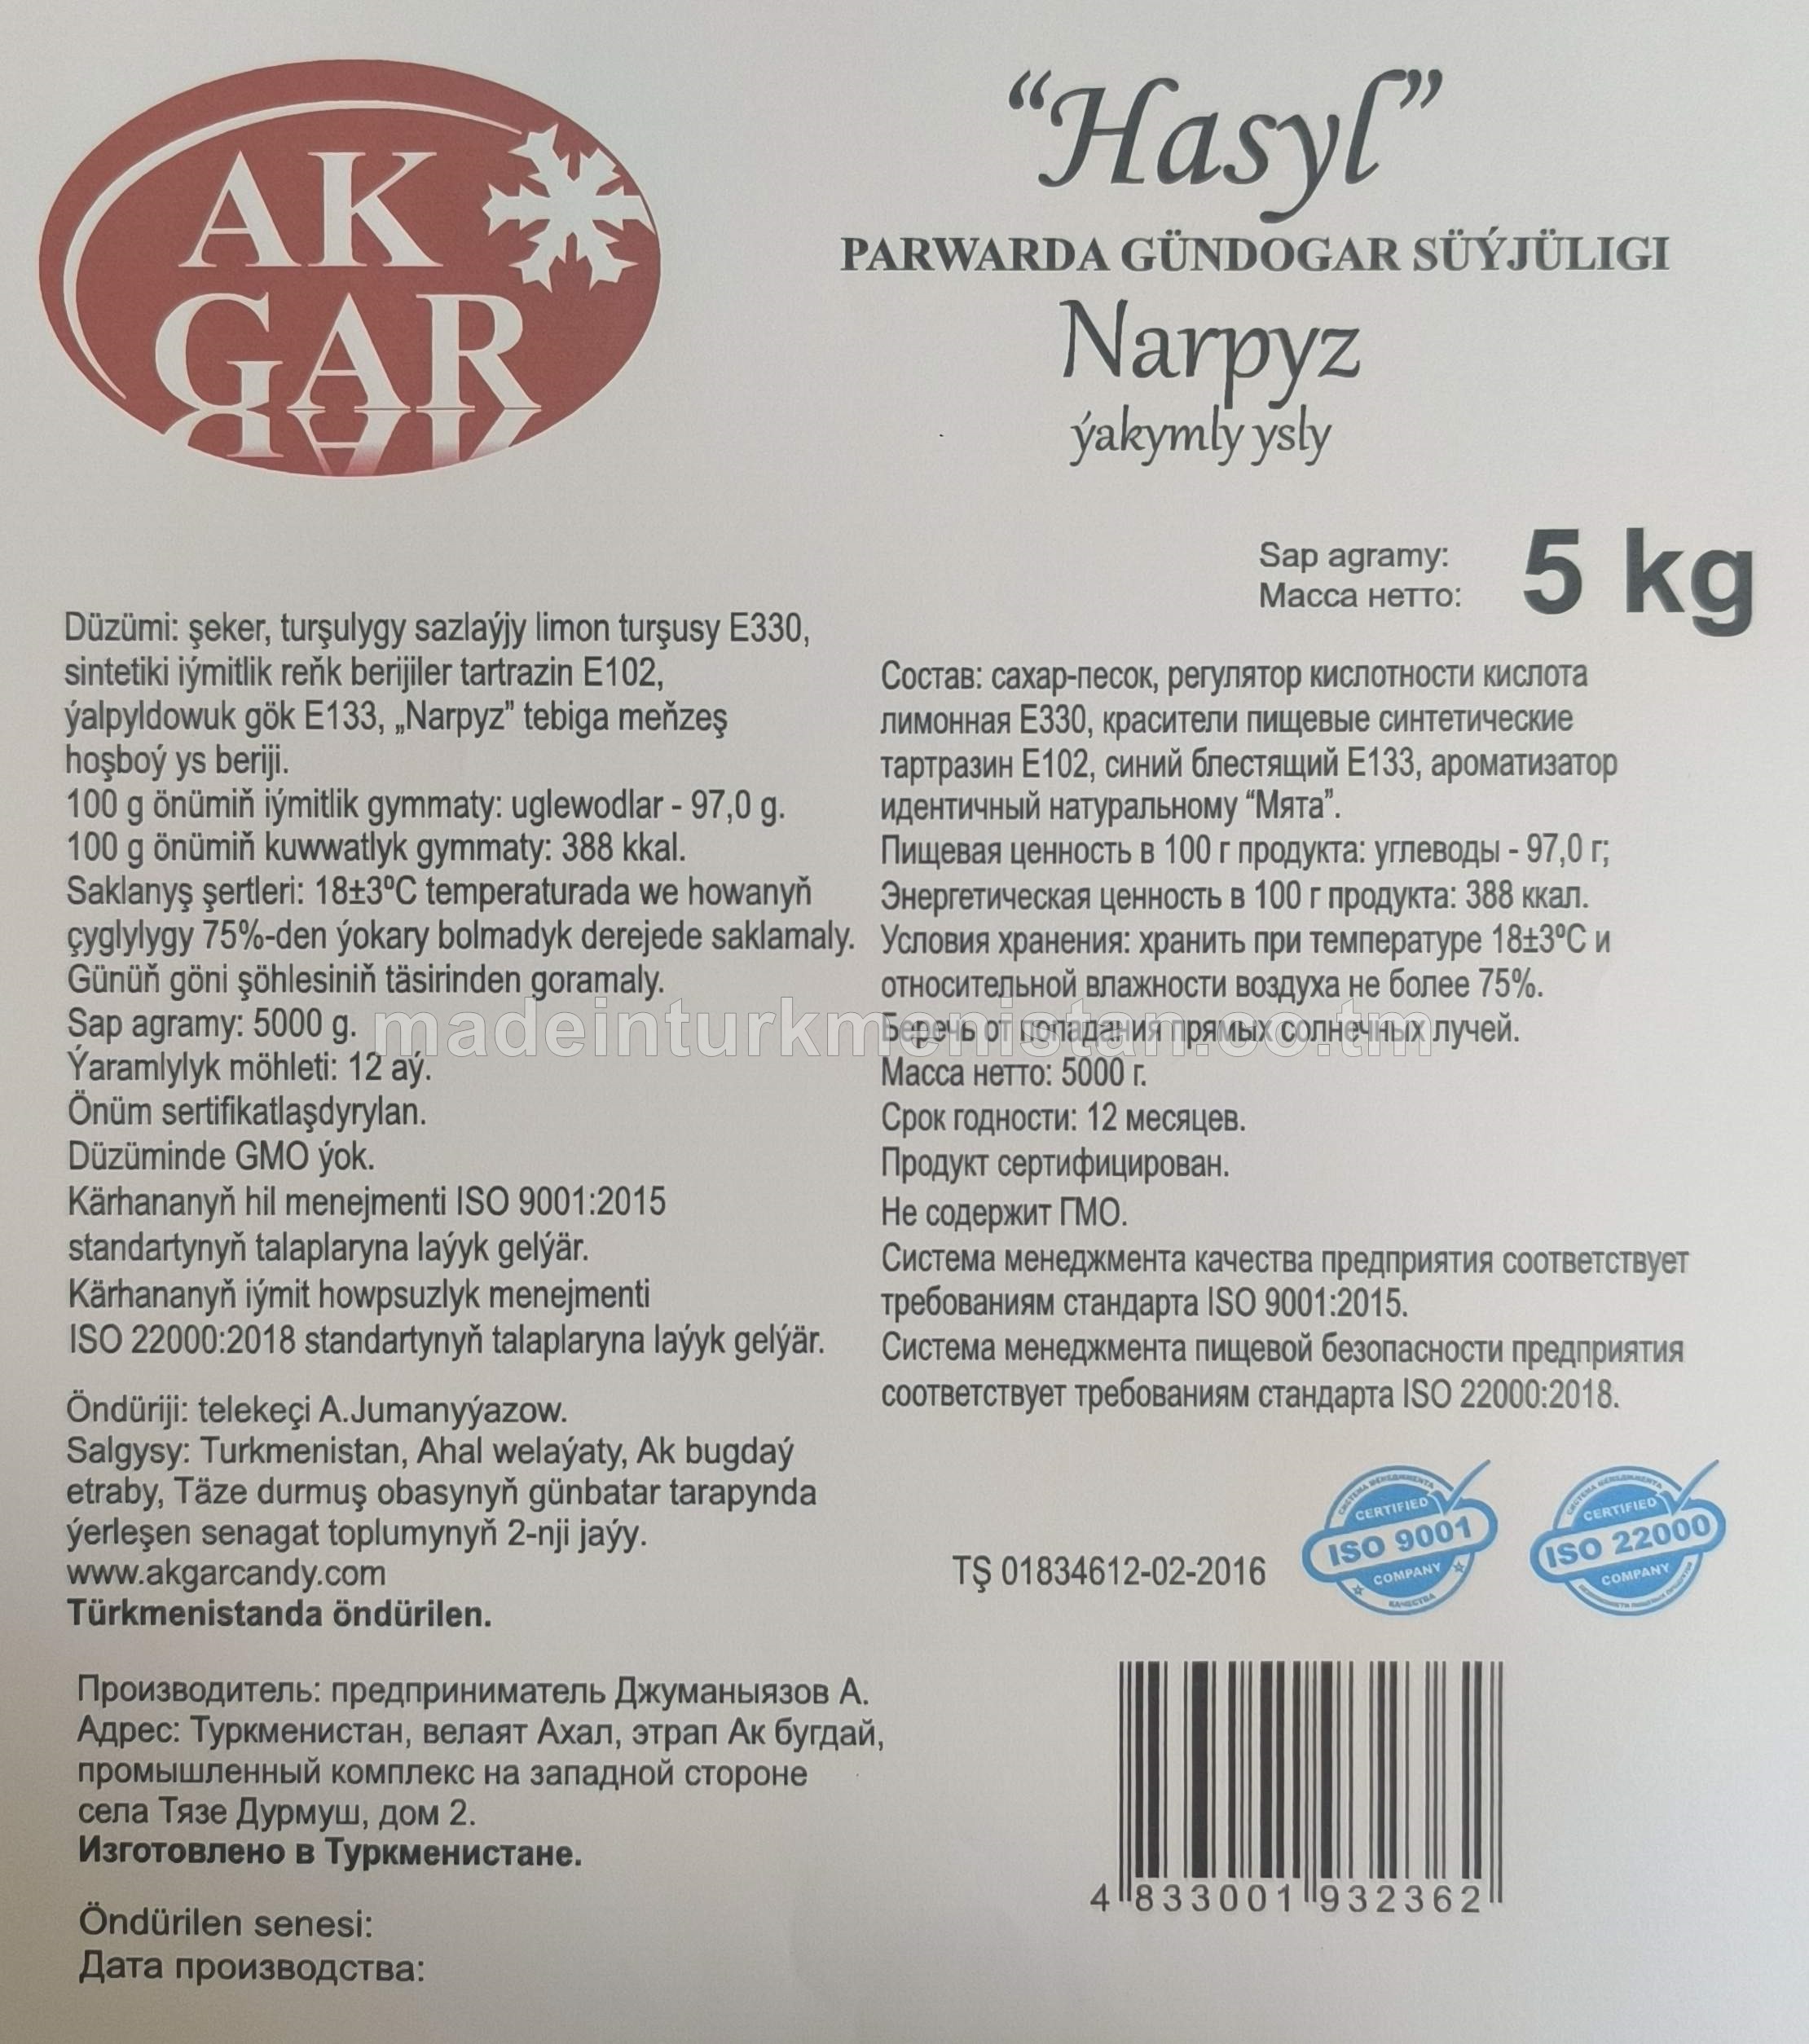 AK
GAR
“Hasyl”
PARWARDA GÜNDOGAR SÜÝJÜLIGI
Narpyz
ýakymly ysly
Sap agramy:
Масса нетто:
5 kg
Düzümi: şeker, turşulygy sazlaýjy limon turşusy E330,
sintetiki iýmitlik reňk berijiler tartrazin E102,
ýalpyldowuk gök E133, „Narpyz” tebiga meňzeş
hoşboý ys beriji.
100 g önümiň iýmitlik gymmaty: uglewodlar - 97,0 g.
100 g önümiň kuwwatlyk gymmaty: 388 kkal.
Saklanyş şertleri: 18±3ºC temperaturada we howanyň
çyglylygy 75%-den ýokary bolmadyk derejede saklamaly.
Günüň göni şöhlesiniň täsirinden goramaly.
Sap agramy: 5000 g.
Ýaramlylyk möhleti: 12 aý.
Önüm sertifikatlaşdyrylan.
Düzüminde GMO ýok.
Kärhananyň hil menejmenti ISO 9001:2015
standartynyň talaplaryna laýyk gelýär.
Kärhananyň iýmit howpsuzlyk menejmenti
ISO 22000:2018 standartynyň talaplaryna laýyk gelýär.
Состав: сахар-песок, регулятор кислотности кислота
лимонная Е330, красители пищевые синтетические
тартразин Е102, синий блестящий Е133, ароматизатор
идентичный натуральному “Мята”.
Пищевая ценность в 100 г продукта: углеводы - 97,0 г;
Энергетическая ценность в 100 г продукта: 388 ккал.
Условия хранения: хранить при температуре 18±3ºС и
относительной влажности воздуха не более 75%.
Беречь от попадания прямых солнечных лучей.
Масса нетто: 5000 г.
Срок годности: 12 месяцев.
Продукт сертифицирован.
Не содержит ГМО.
Система менеджмента качества предприятия соответствует
требованиям стандарта ISO 9001:2015.
Система менеджмента пищевой безопасности предприятия
соответствует требованиям стандарта ISO 22000:2018.
madeinturkmenistan.co.tm
Öndüriji: telekeçi A.Jumanyýazow.
Salgysy: Turkmenistan, Ahal welaýaty, Ak bugdaý
etraby, Täze durmuş obasynyň günbatar tarapynda
ýerleşen senagat toplumynyň 2-nji jaýy.
www.akgarcandy.com
Türkmenistanda öndürilen.
TŞ 01834612-02-2016
СИСТЕМА МЕНЕДЖМЕНТА
CERTIFIED
ISO 9001
COMPANY
КАЧЕСТВА
СИСТЕМА МЕНЕДЖМЕНТА
CERTIFIED
ISO 22000
COMPANY
Производитель: предприниматель Джуманыязов А.
Адрес: Туркменистан, велаят Ахал, этрап Ак бугдай,
промышленный комплекс на западной стороне
села Тязе Дурмуш, дом 2.
Изготовлено в Туркменистане.
Öndürilen senesi:
Дата производства:
4 833001 932362